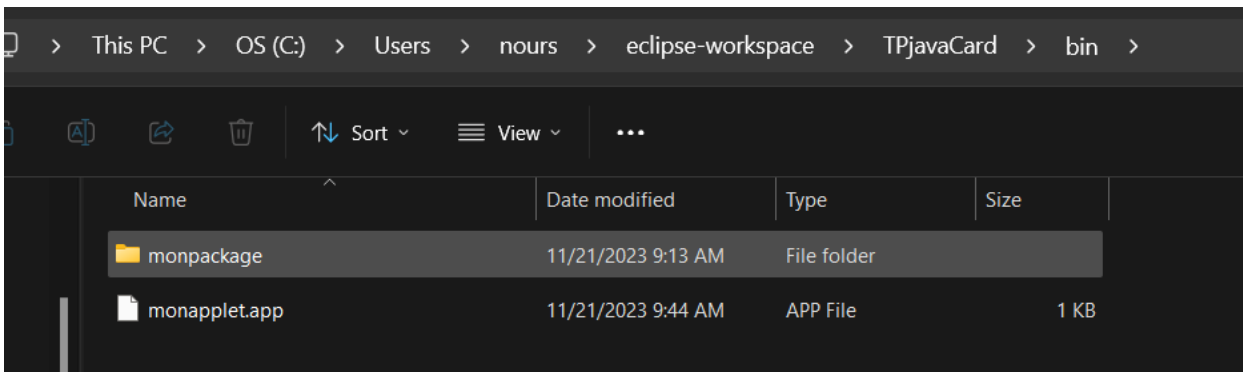 > This PC > OS (C:) > Users > nours > eclipse-workspace > TPjavaCard > bin >
Sort View ...
Name Date modified Type Size
monpackage 11/21/2023 9:13 AM File folder
monapplet.app 11/21/2023 9:44 AM APP File 1 KB